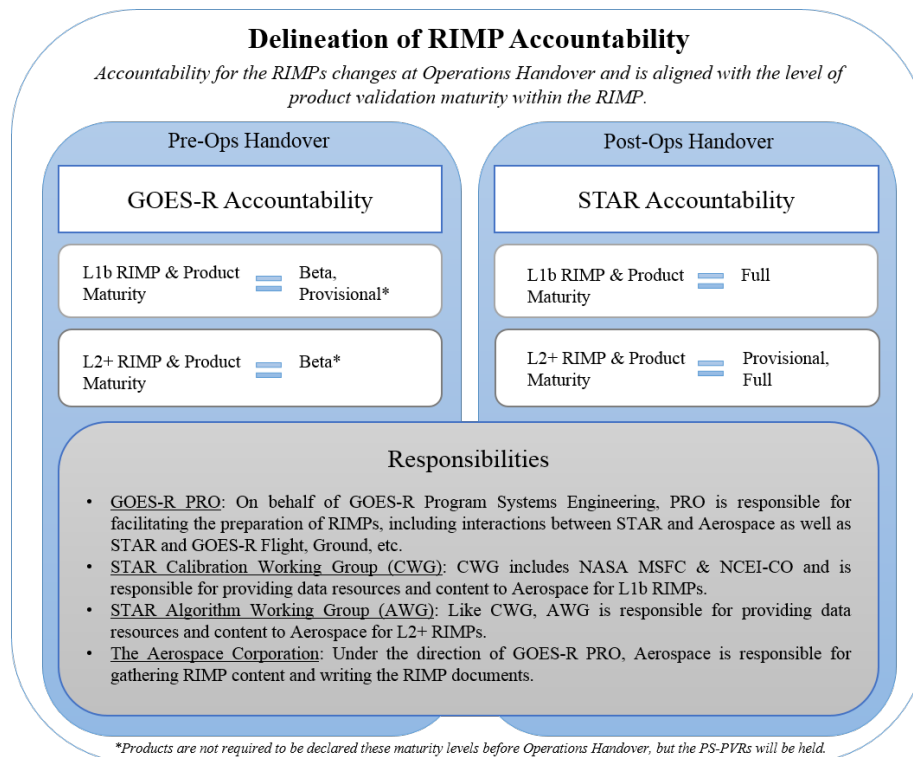 Delineation of RIMP Accountability
Accountability for the RIMPs changes at Operations Handover and is aligned with the level of
product validation maturity within the RIMP.
Pre-Ops Handover
GOES-R Accountability
L1b RIMP & Product
Maturity
Beta,
Provisional*
L2+ RIMP & Product
Maturity
Beta*
Post-Ops Handover
STAR Accountability
L1b RIMP & Product
Maturity
Full
L2+ RIMP & Product
Maturity
Provisional,
Full
Responsibilities
• GOES-R PRO: On behalf of GOES-R Program Systems Engineering, PRO is responsible for
facilitating the preparation of RIMPs, including interactions between STAR and Aerospace as well as
STAR and GOES-R Flight, Ground, etc.
• STAR Calibration Working Group (CWG): CWG includes NASA MSFC & NCEI-CO and is
responsible for providing data resources and content to Aerospace for L1b RIMPs.
• STAR Algorithm Working Group (AWG): Like CWG, AWG is responsible for providing data
resources and content to Aerospace for L2+ RIMPs.
• The Aerospace Corporation: Under the direction of GOES-R PRO, Aerospace is responsible for
gathering RIMP content and writing the RIMP documents.
*Products are not required to be declared these maturity levels before Operations Handover, but the PS-PVRs will be held.